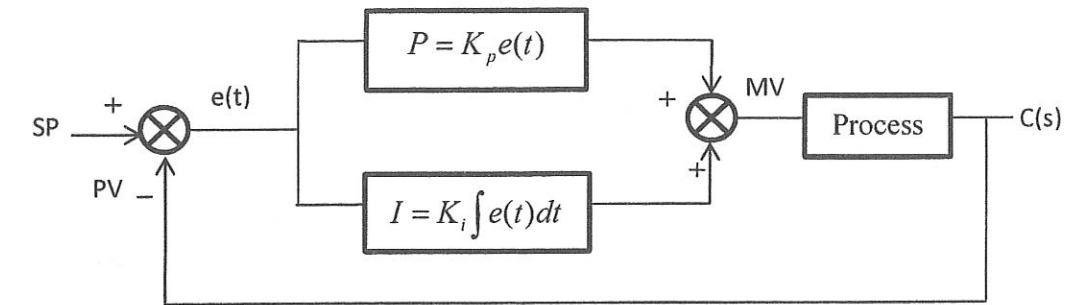 P = K_p e(t)
+
e(t)
SP
PV
−
+
MV
+
Process
C(s)
I = K_i ∫ e(t)dt